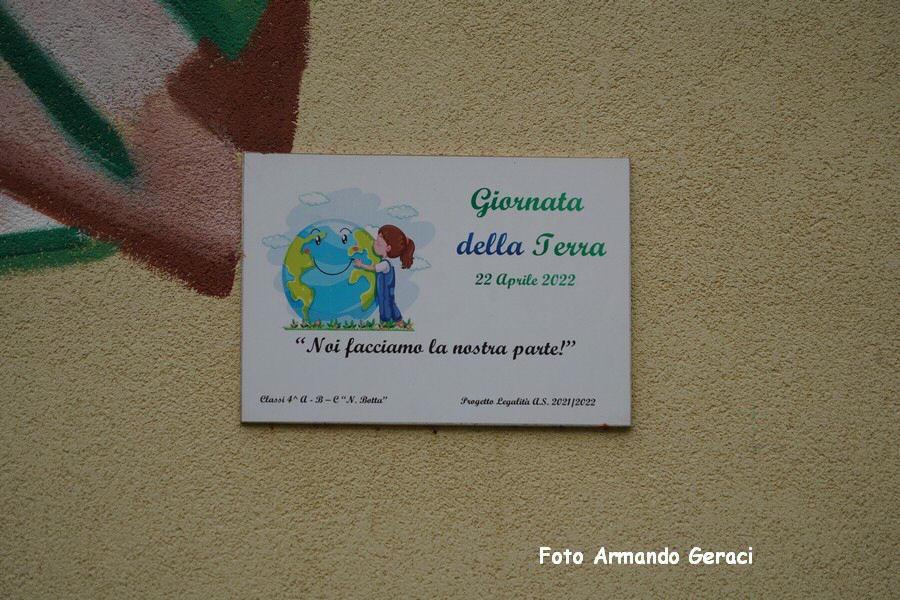 Giornata
della Terra
22 Aprile 2022
“Noi facciamo la nostra parte!”
Classi 4^ A - B – C “N. Botta”
Progetto Legalità A.S. 2021/2022
Foto Armando Geraci